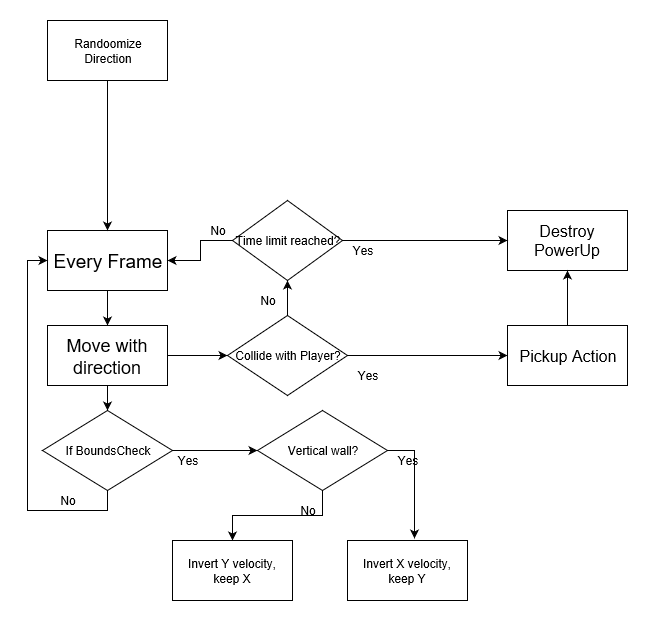 Randoomize
Direction
No
Time limit reached?
Yes
Destroy
PowerUp
Every Frame
No
Move with
direction
Collide with Player?
Yes
Pickup Action
If BoundsCheck
Yes
Vertical wall?
Yes
No
No
Invert Y velocity,
keep X
Invert X velocity,
keep Y